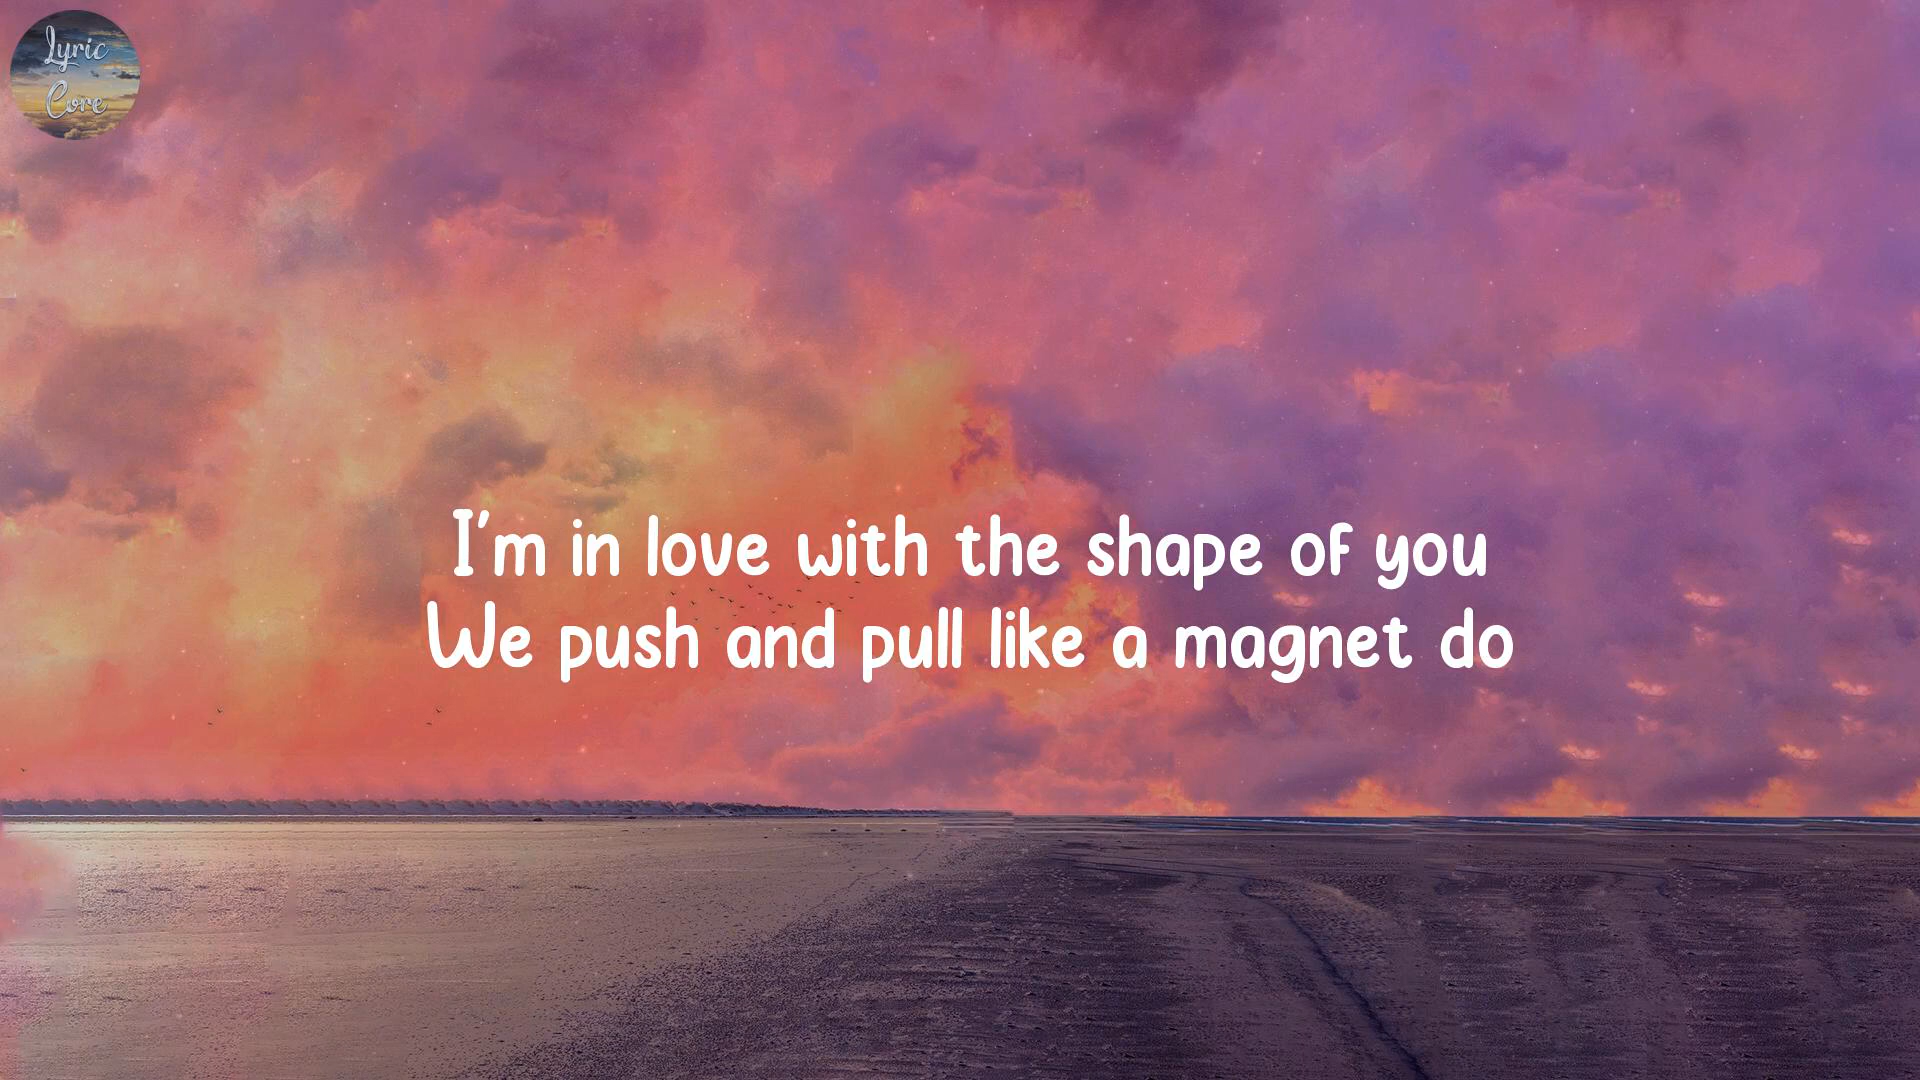 Lyric
Core
I'm in love with the shape of you
We push and pull like a magnet do